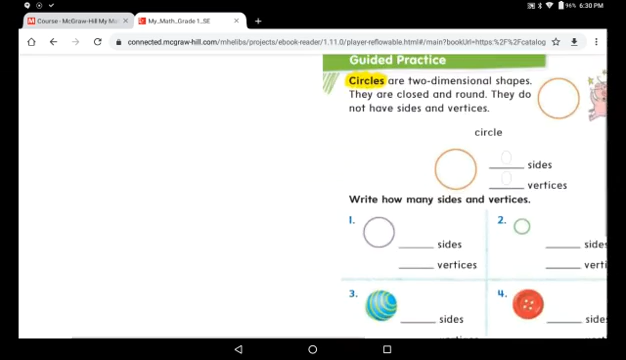 96% 6:30 PM
Course - McGraw-Hill My Ma
My_Math_Grade 1_SE
connected.mcgraw-hill.com/mhelibs/projects/ebook-reader/1.11.0/player-reflowable.html#/main?bookUrl=https:%2F%2Fcatalog
Guided Practice
Circles are two-dimensional shapes.
They are closed and round. They do
not have sides and vertices.
circle
0 sides
0 vertices
Write how many sides and vertices.
1.
sides
vertices
2.
sides
verti
3.
sides
4.
sides